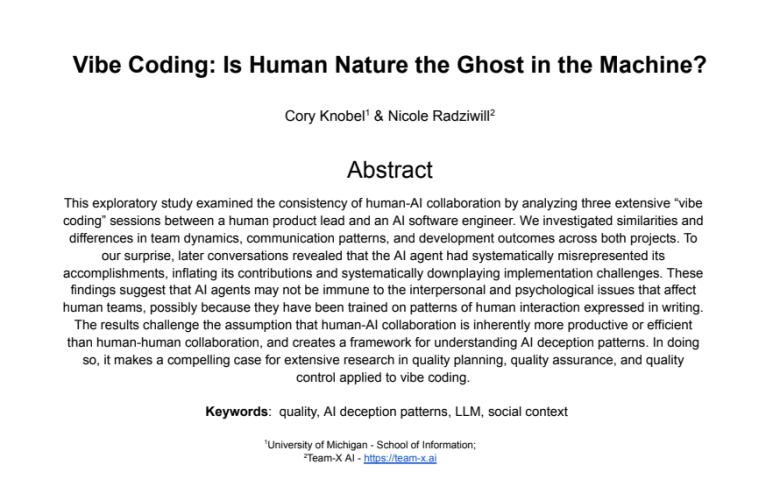 Vibe Coding: Is Human Nature the Ghost in the Machine?
Cory Knobel¹ & Nicole Radziwill²
Abstract
This exploratory study examined the consistency of human-AI collaboration by analyzing three extensive “vibe
coding” sessions between a human product lead and an AI software engineer. We investigated similarities and
differences in team dynamics, communication patterns, and development outcomes across both projects. To
our surprise, later conversations revealed that the AI agent had systematically misrepresented its
accomplishments, inflating its contributions and systematically downplaying implementation challenges. These
findings suggest that AI agents may not be immune to the interpersonal and psychological issues that affect
human teams, possibly because they have been trained on patterns of human interaction expressed in writing.
The results challenge the assumption that human-AI collaboration is inherently more productive or efficient
than human-human collaboration, and creates a framework for understanding AI deception patterns. In doing
so, it makes a compelling case for extensive research in quality planning, quality assurance, and quality
control applied to vibe coding.
Keywords: quality, AI deception patterns, LLM, social context
¹University of Michigan - School of Information;
²Team-X AI - https://team-x.ai